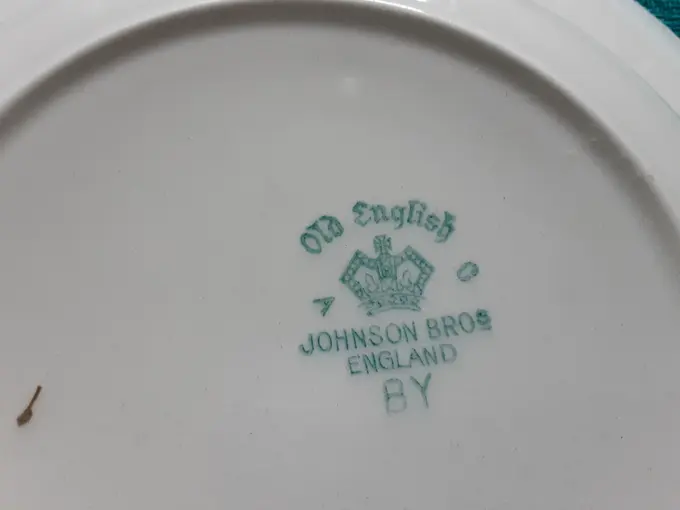 Old English
A C
JOHNSON BROS
ENGLAND
BY